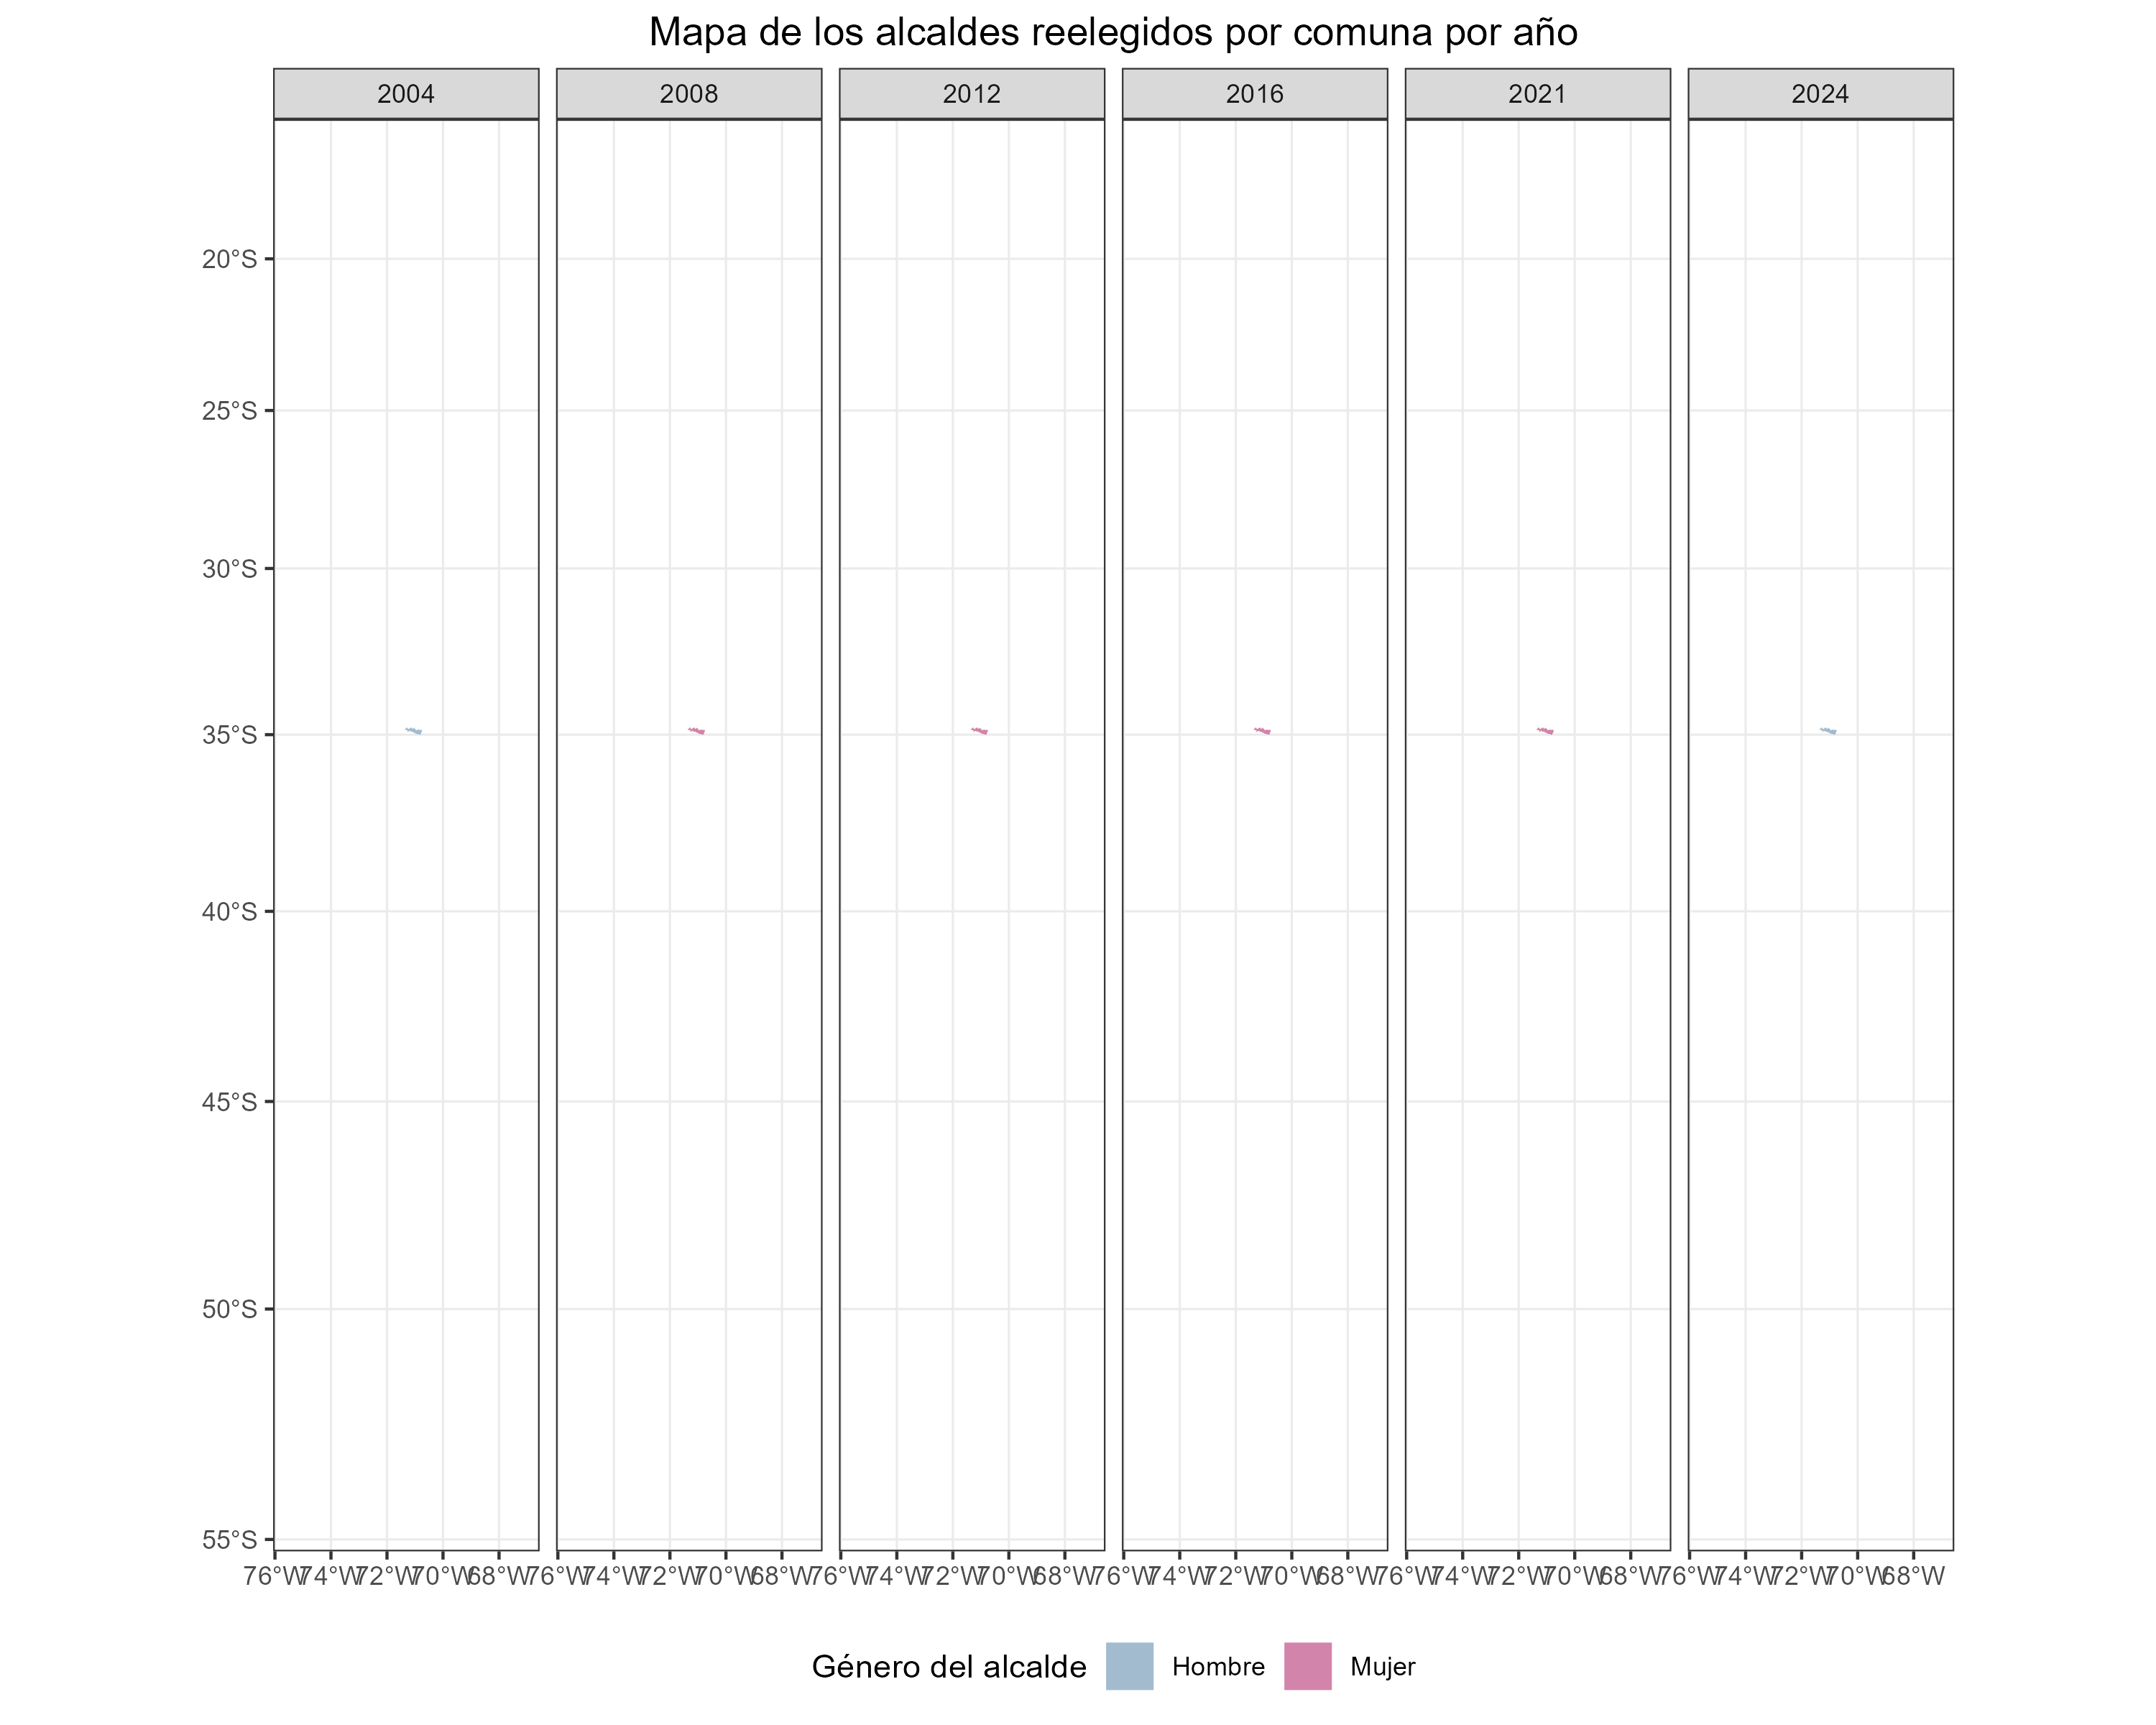 Mapa de los alcaldes reelegidos por comuna por año
2004 2008 2012 2016 2021 2024
20°S
25°S
30°S
35°S
40°S
45°S
50°S
55°S
76°W 74°W 72°W 70°W 68°W 76°W 74°W 72°W 70°W 68°W 76°W 74°W 72°W 70°W 68°W 76°W 74°W 72°W 70°W 68°W 76°W 74°W 72°W 70°W 68°W 76°W 74°W 72°W 70°W 68°W
Género del alcalde Hombre Mujer